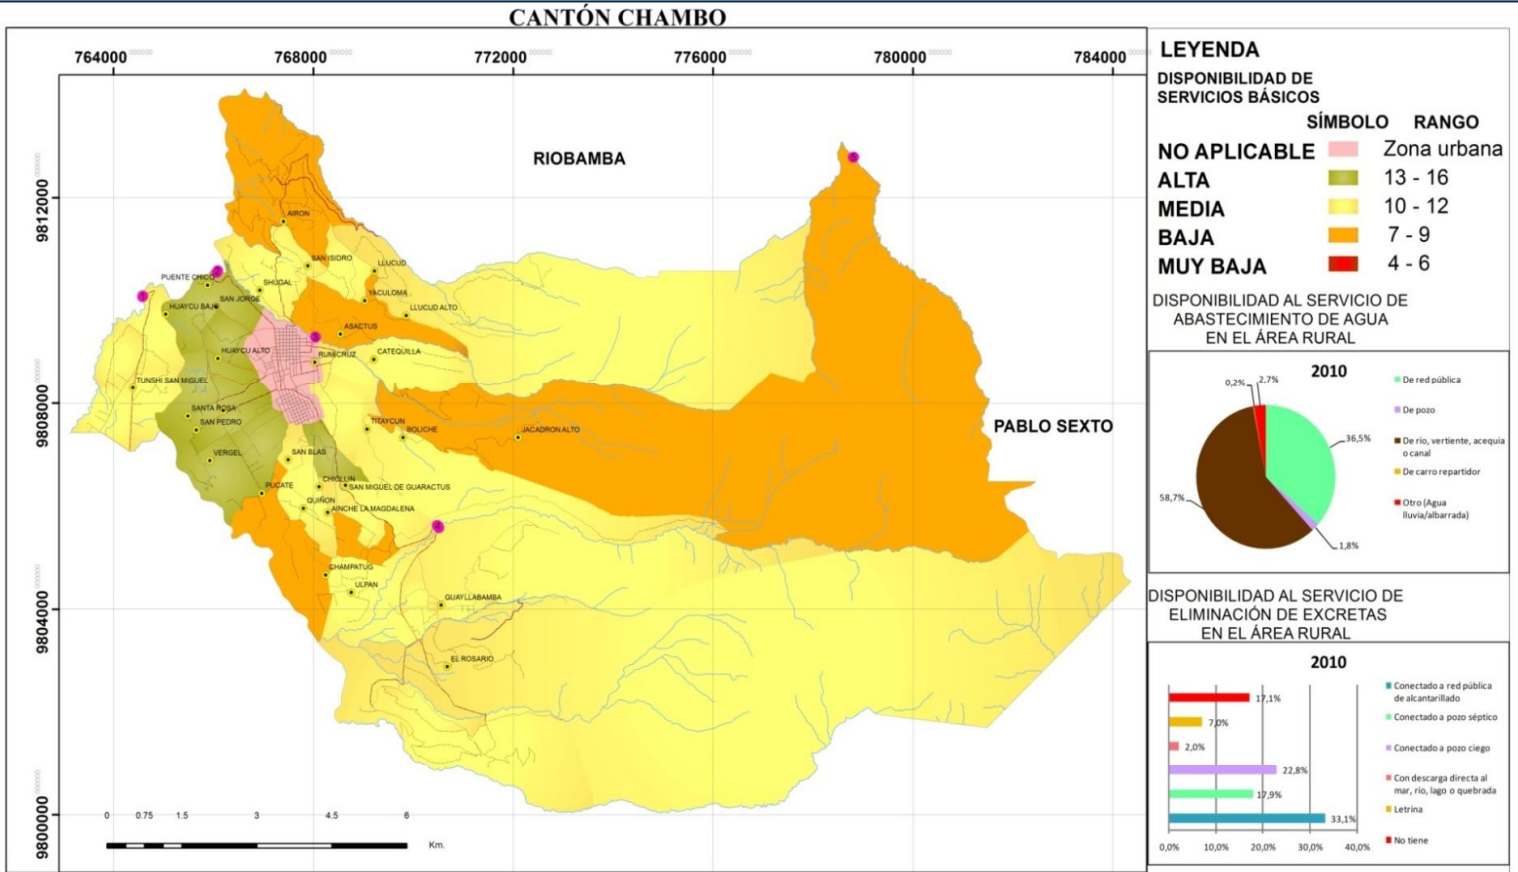 CANTÓN CHAMBO
764000
768000
772000
776000
780000
784000
9812000
9808000
9804000
9800000
RIOBAMBA
PABLO SEXTO
AIRON
SAN ISIDRO
LLUCUD
PUENTE CHICO
SHUGAL
YACULOMA
HUAYCU BAJO
SAN JORGE
LLUCUD ALTO
ASACTUS
HUAYCU ALTO
RUMICRUZ
CATEQUILLA
TUNSHI SAN MIGUEL
SANTA ROSA
SAN PEDRO
TITAYCUN
BOLICHE
JACADRON ALTO
VERGEL
SAN BLAS
PUCATE
CHIGLLIN
SAN MIGUEL DE GUARACTUS
QUIÑON
AINCHE LA MAGDALENA
CHAMPATUG
ULPAN
GUAYLLABAMBA
EL ROSARIO
1
2
3
4
5
0 0.75 1.5 3 4.5 6
Km.
LEYENDA
DISPONIBILIDAD DE
SERVICIOS BÁSICOS
SÍMBOLO RANGO
NO APLICABLE Zona urbana
ALTA 13 - 16
MEDIA 10 - 12
BAJA 7 - 9
MUY BAJA 4 - 6
DISPONIBILIDAD AL SERVICIO DE
ABASTECIMIENTO DE AGUA
EN EL ÁREA RURAL
2010
0,2%
2,7%
36,5%
58,7%
1,8%
De red pública
De pozo
De río, vertiente, acequia
o canal
De carro repartidor
Otro (Agua
lluvia/albarrada)
DISPONIBILIDAD AL SERVICIO DE
ELIMINACIÓN DE EXCRETAS
EN EL ÁREA RURAL
2010
17,1%
7,0%
2,0%
22,8%
17,9%
33,1%
0,0% 10,0% 20,0% 30,0% 40,0%
Conectado a red pública
de alcantarillado
Conectado a pozo séptico
Conectado a pozo ciego
Con descarga directa al
mar, río, lago o quebrada
Letrina
No tiene